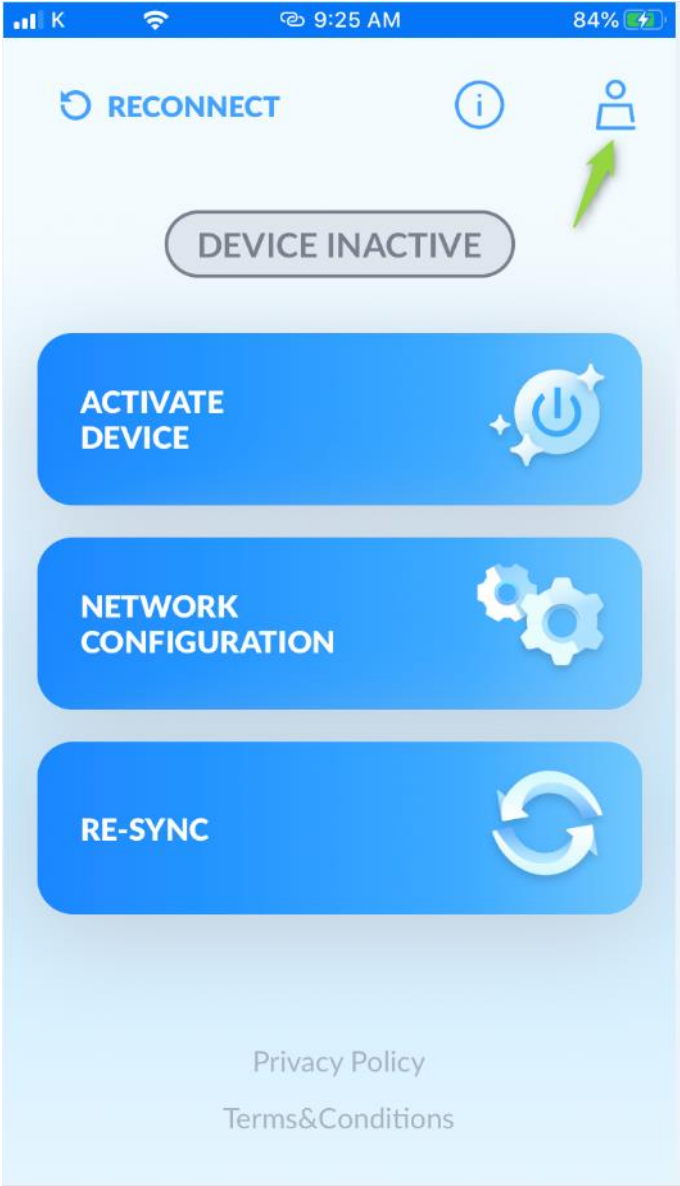 K 9:25 AM 84%
RECONNECT i
DEVICE INACTIVE
ACTIVATE
DEVICE
NETWORK
CONFIGURATION
RE-SYNC
Privacy Policy
Terms&Conditions